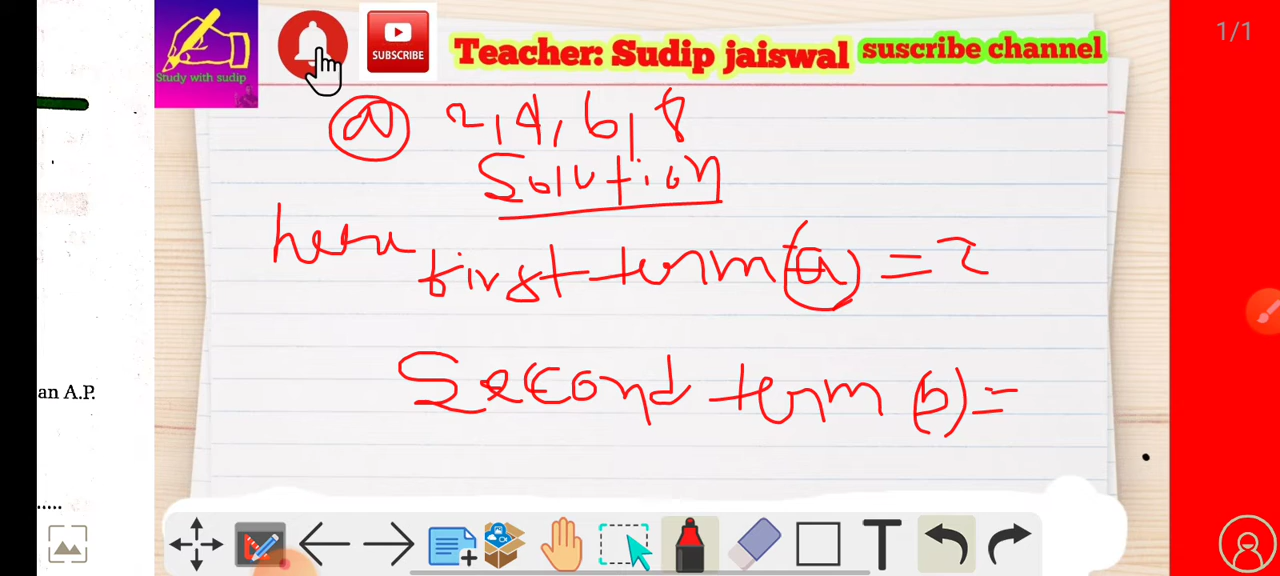 Study with sudip
SUBSCRIBE
Teacher: Sudip jaiswal suscribe channel
1/1
a 2, 4, 6, 8
Solution
here first term (a) = 2
an A.P.
Second term (b) =
.....
T